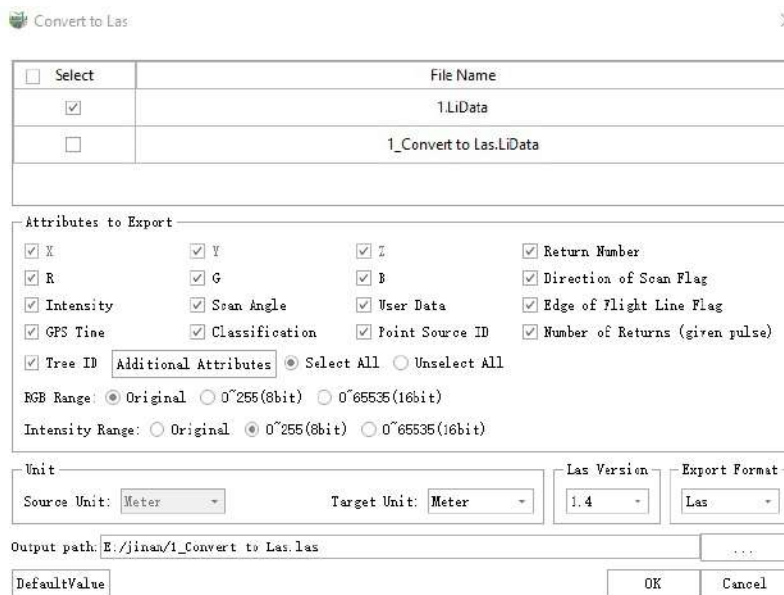 Convert to Las
Select File Name
1.LiData
1_Convert to Las.LiData
Attributes to Export
X Y Z Return Number
R G B Direction of Scan Flag
Intensity Scan Angle User Data Edge of Flight Line Flag
GPS Time Classification Point Source ID Number of Returns (given pulse)
Tree ID Additional Attributes Select All Unselect All
RGB Range: Original 0~255(8bit) 0~65535(16bit)
Intensity Range: Original 0~255(8bit) 0~65535(16bit)
Unit Las Version Export Format
Source Unit: Meter Target Unit: Meter 1.4 Las
Output path: E:/jinan/1_Convert to Las.las ...
DefaultValue OK Cancel